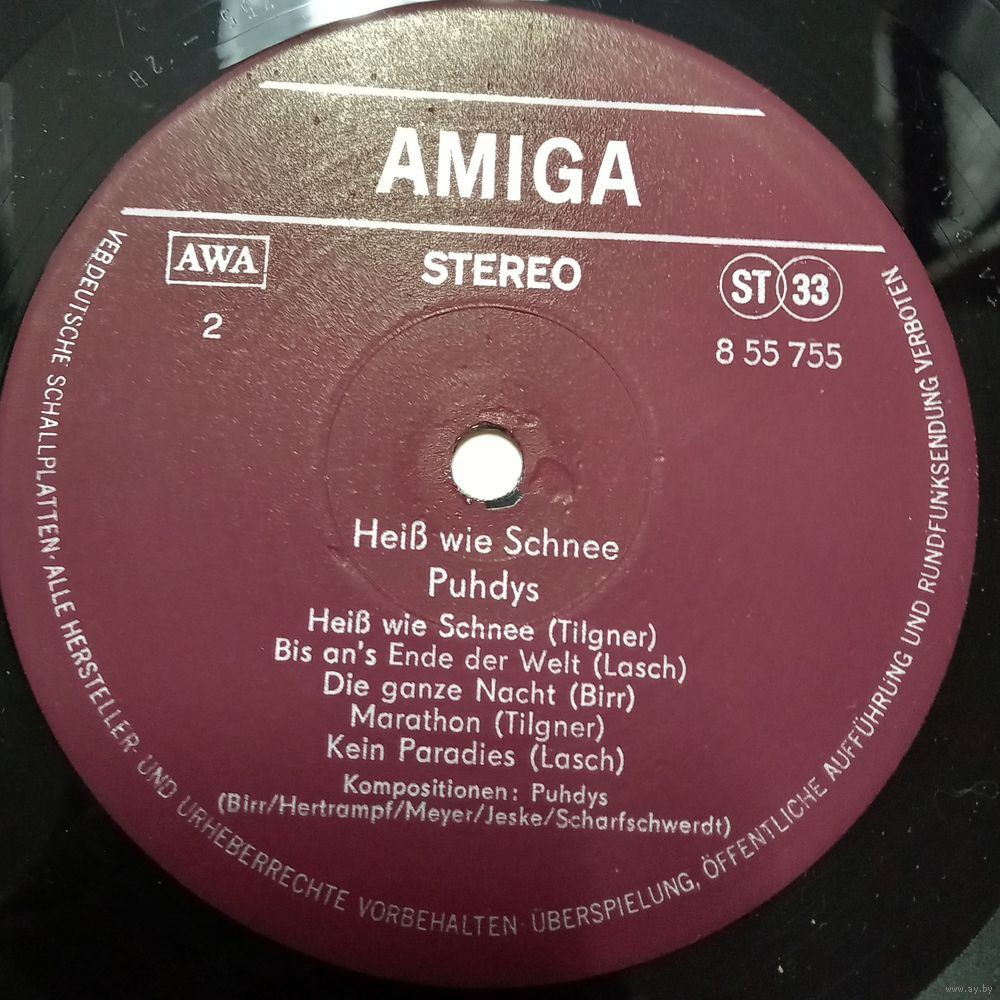 AMIGA
AWA
STEREO
ST 33
2
8 55 755
Heiß wie Schnee
Puhdys
Heiß wie Schnee (Tilgner)
Bis an's Ende der Welt (Lasch)
Die ganze Nacht (Birr)
Marathon (Tilgner)
Kein Paradies (Lasch)
Kompositionen: Puhdys
(Birr/Hertrampf/Meyer/Jeske/Scharfschwerdt)
VEB DEUTSCHE SCHALLPLATTEN · ALLE HERSTELLER- UND URHEBERRECHTE VORBEHALTEN · ÜBERSPIELUNG, ÖFFENTLICHE AUFFÜHRUNG UND RUNDFUNKSENDUNG VERBOTEN
www.ay.by